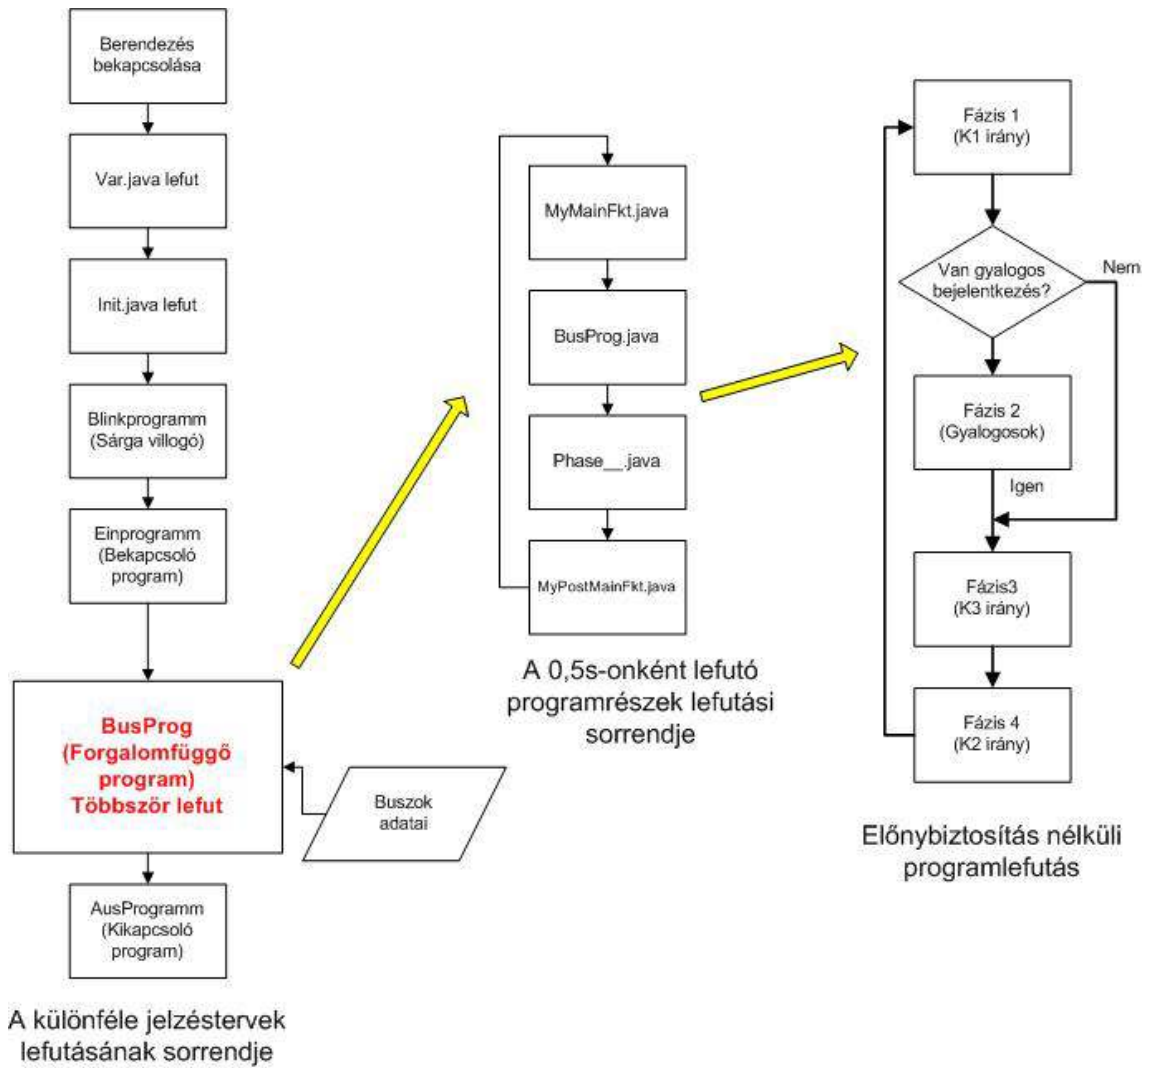 Berendezés
bekapcsolása
Var.java lefut
Init.java lefut
Blinkprogramm
(Sárga villogó)
Einprogramm
(Bekapcsoló
program)
BusProg
(Forgalomfüggő
program)
Többször lefut
Buszok
adatai
AusProgramm
(Kikapcsoló
program)
A különféle jelzéstervek
lefutásának sorrendje
MyMainFkt.java
BusProg.java
Phase__.java
MyPostMainFkt.java
A 0,5s-onként lefutó
programrészek lefutási
sorrendje
Fázis 1
(K1 irány)
Van gyalogos
bejelentkezés?
Nem
Fázis 2
(Gyalogosok)
Igen
Fázis3
(K3 irány)
Fázis 4
(K2 irány)
Előnybiztosítás nélküli
programlefutás